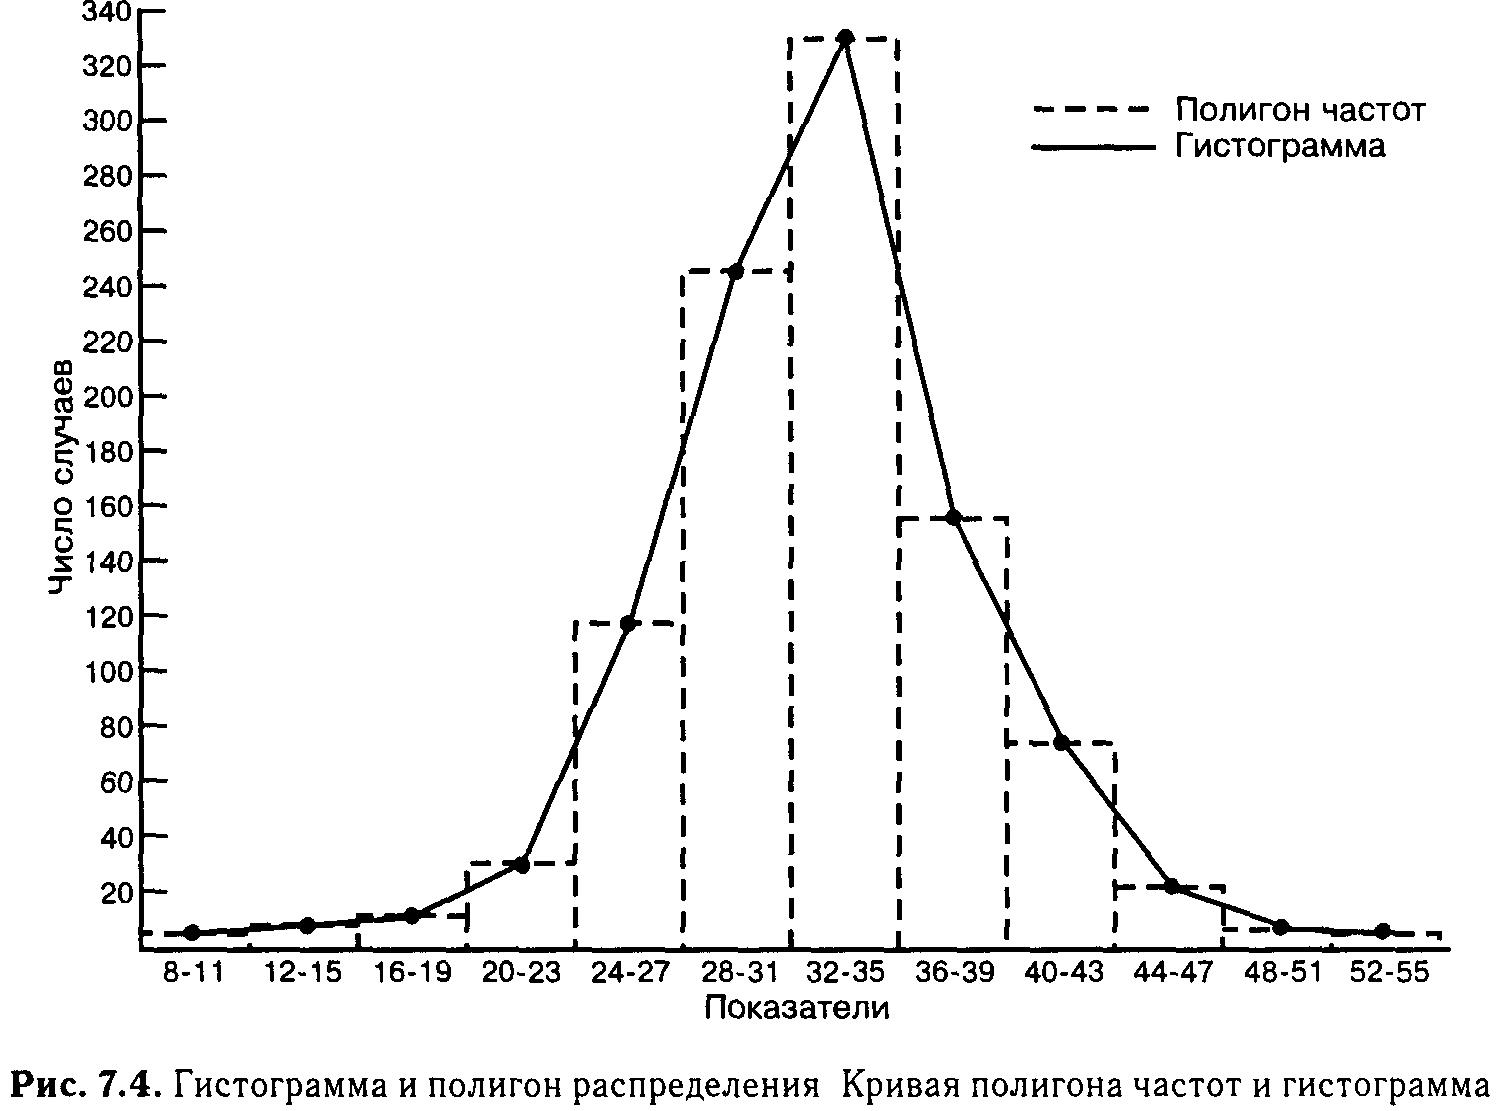 340
320
300
280
260
240
220
200
180
160
140
120
100
80
60
40
20
Число случаев
Полигон частот
Гистограмма
8-11 12-15 16-19 20-23 24-27 28-31 32-35 36-39 40-43 44-47 48-51 52-55
Показатели
Рис. 7.4. Гистограмма и полигон распределения Кривая полигона частот и гистограмма